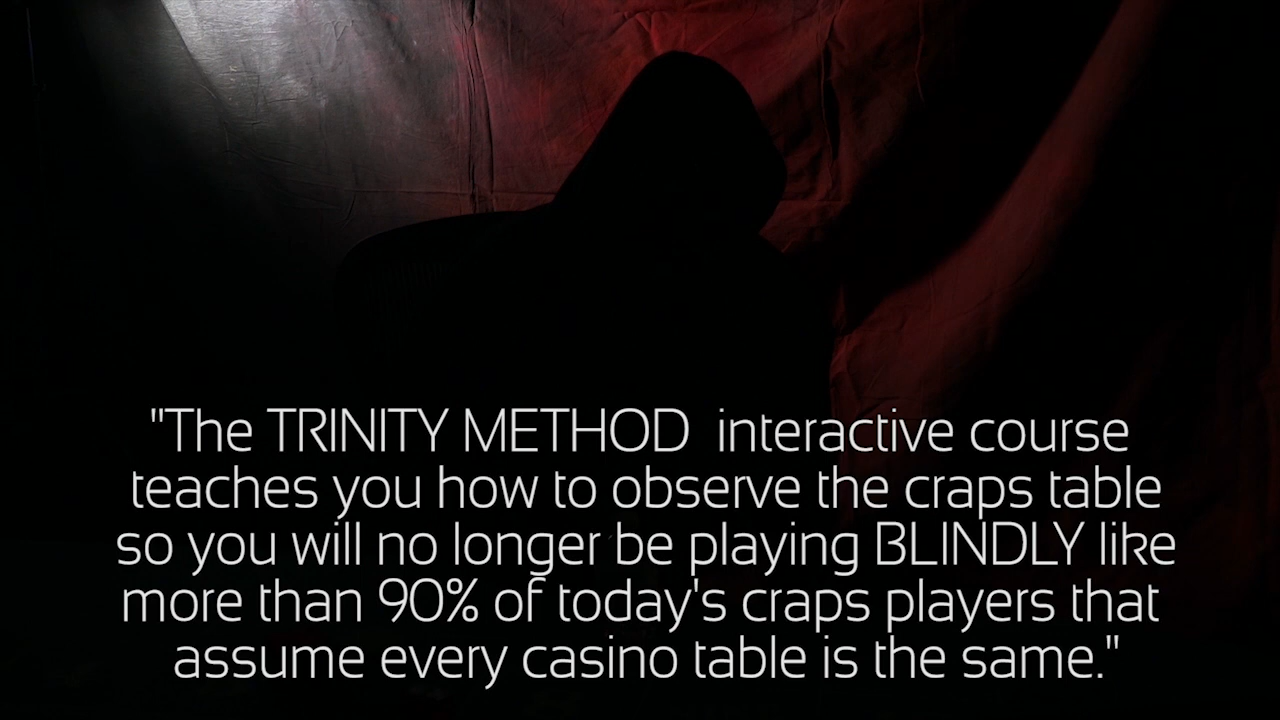 "The TRINITY METHOD  interactive course
teaches you how to observe the craps table
so you will no longer be playing BLINDLY like
more than 90% of today's craps players that
assume every casino table is the same."